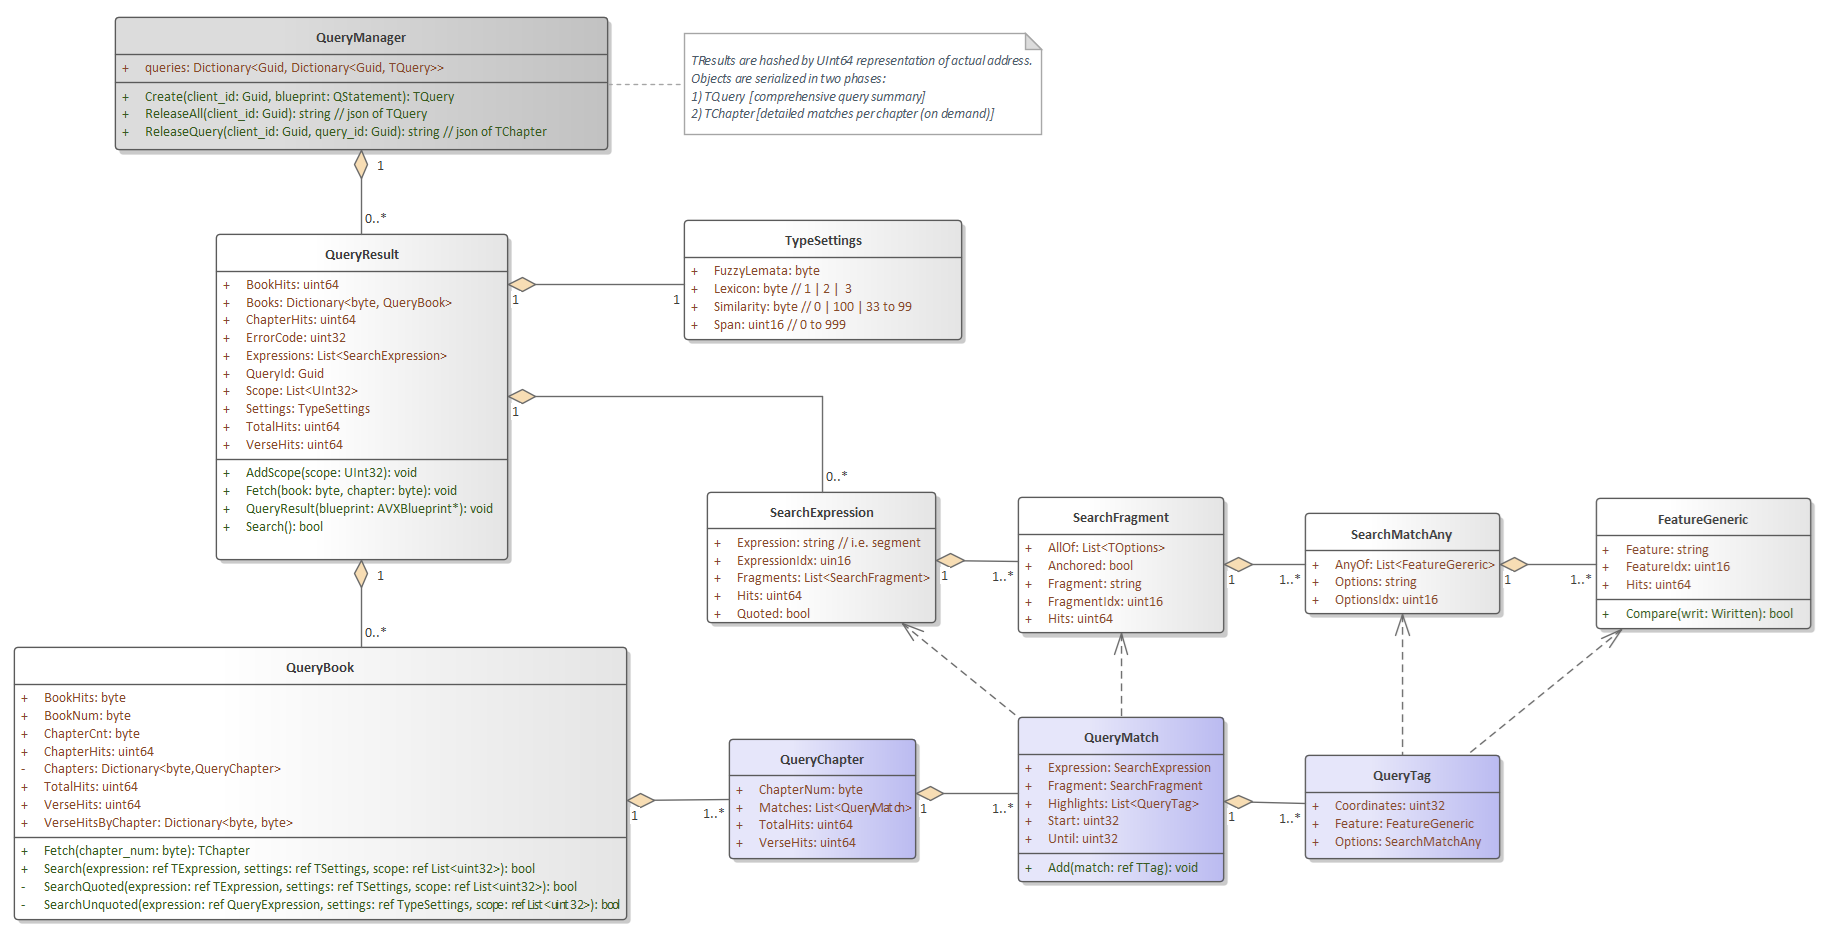 QueryManager
+ queries: Dictionary<Guid, Dictionary<Guid, TQuery>>
+ Create(client_id: Guid, blueprint: QStatement): TQuery
+ ReleaseAll(client_id: Guid): string // json of TQuery
+ ReleaseQuery(client_id: Guid, query_id: Guid): string // json of TChapter
TResults are hashed by UInt64 representation of actual address.
Objects are serialized in two phases:
1) TQuery [comprehensive query summary]
2) TChapter [detailed matches per chapter (on demand)]
1
0..*
QueryResult
+ BookHits: uint64
+ Books: Dictionary<byte, QueryBook>
+ ChapterHits: uint64
+ ErrorCode: uint32
+ Expressions: List<SearchExpression>
+ QueryId: Guid
+ Scope: List<UInt32>
+ Settings: TypeSettings
+ TotalHits: uint64
+ VerseHits: uint64
+ AddScope(scope: UInt32): void
+ Fetch(book: byte, chapter: byte): void
+ QueryResult(blueprint: AVXBlueprint*): void
+ Search(): bool
1
1
TypeSettings
+ FuzzyLemata: byte
+ Lexicon: byte // 1 | 2 | 3
+ Similarity: byte // 0 | 100 | 33 to 99
+ Span: uint16 // 0 to 999
1
0..*
SearchExpression
+ Expression: string // i.e. segment
+ ExpressionIdx: uin16
+ Fragments: List<SearchFragment>
+ Hits: uint64
+ Quoted: bool
1
1..*
SearchFragment
+ AllOf: List<TOptions>
+ Anchored: bool
+ Fragment: string
+ FragmentIdx: uint16
+ Hits: uint64
1
1..*
SearchMatchAny
+ AnyOf: List<FeatureGereric>
+ Options: string
+ OptionsIdx: uint16
1
1..*
FeatureGeneric
+ Feature: string
+ FeatureIdx: uint16
+ Hits: uint64
+ Compare(writ: Wiritten): bool
1
0..*
QueryBook
+ BookHits: byte
+ BookNum: byte
+ ChapterCnt: byte
+ ChapterHits: uint64
- Chapters: Dictionary<byte,QueryChapter>
+ TotalHits: uint64
+ VerseHits: uint64
+ VerseHitsByChapter: Dictionary<byte, byte>
+ Fetch(chapter_num: byte): TChapter
+ Search(expression: ref TExpression, settings: ref TSettings, scope: ref List<uint32>): bool
- SearchQuoted(expression: ref TExpression, settings: ref TSettings, scope: ref List<uint32>): bool
- SearchUnquoted(expression: ref QueryExpression, settings: ref TypeSettings, scope: ref List<uint32>): bool
1
1..*
QueryChapter
+ ChapterNum: byte
+ Matches: List<QueryMatch>
+ TotalHits: uint64
+ VerseHits: uint64
1
1..*
QueryMatch
+ Expression: SearchExpression
+ Fragment: SearchFragment
+ Highlights: List<QueryTag>
+ Start: uint32
+ Until: uint32
+ Add(match: ref TTag): void
1
1..*
QueryTag
+ Coordinates: uint32
+ Feature: FeatureGeneric
+ Options: SearchMatchAny